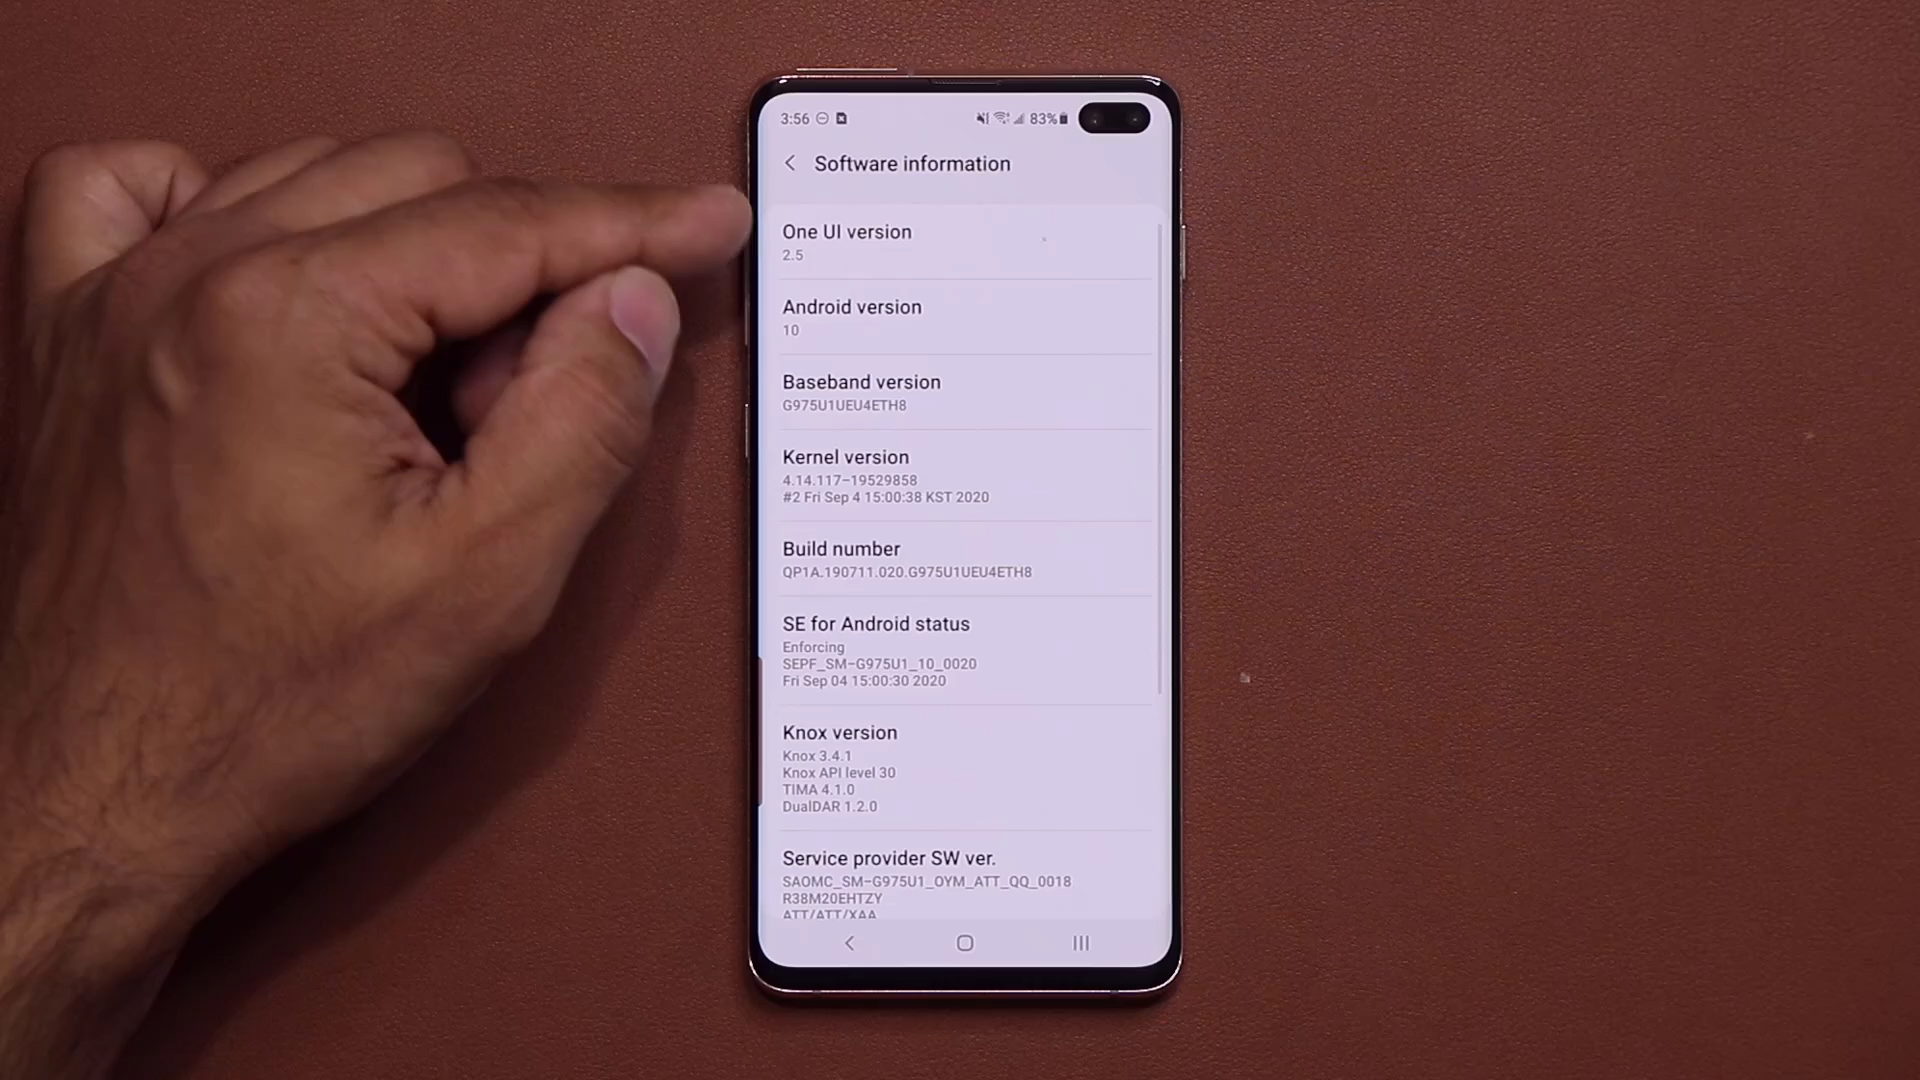 3:56 83%
Software information
One UI version
2.5
Android version
10
Baseband version
G975U1UEU4ETH8
Kernel version
4.14.117-19529858
#2 Fri Sep 4 15:00:38 KST 2020
Build number
QP1A.190711.020.G975U1UEU4ETH8
SE for Android status
Enforcing
SEPF_SM-G975U1_10_0020
Fri Sep 04 15:00:30 2020
Knox version
Knox 3.4.1
Knox API level 30
TIMA 4.1.0
DualDAR 1.2.0
Service provider SW ver.
SAOMC_SM-G975U1_OYM_ATT_QQ_0018
R38M20EHTZY
ATT/ATT/XAA